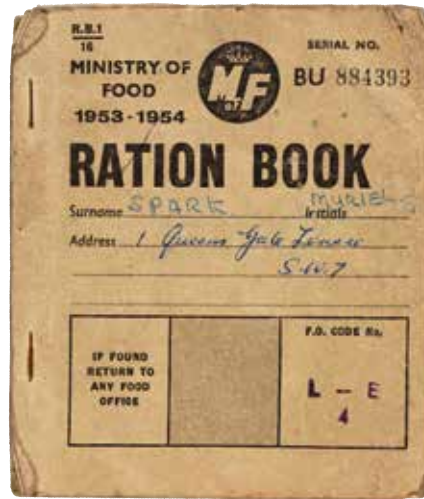 R.B.1
16
MINISTRY OF
FOOD
1953-1954
MF
SERIAL NO.
BU 884393
RATION BOOK
Surname SPARK Initials MURIEL S
Address 1 Queens Gate Terrace
S.W.7
IF FOUND
RETURN TO
ANY FOOD
OFFICE
F.O. CODE No.
L - E
4